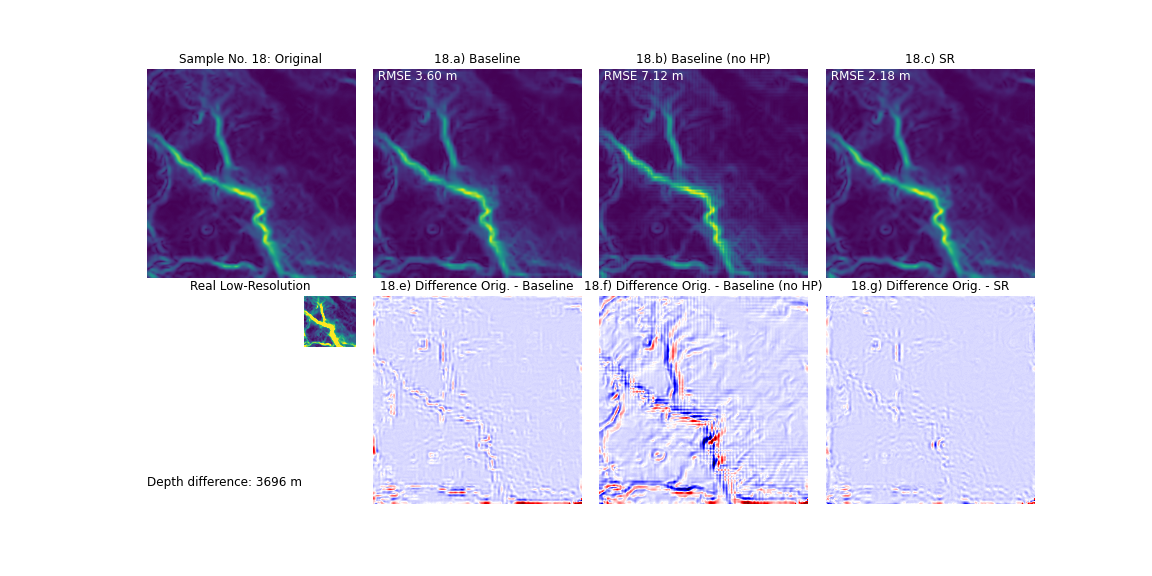 Sample No. 18: Original
18.a) Baseline
18.b) Baseline (no HP)
18.c) SR
RMSE 3.60 m
RMSE 7.12 m
RMSE 2.18 m
Real Low-Resolution
18.e) Difference Orig. - Baseline
18.f) Difference Orig. - Baseline (no HP)
18.g) Difference Orig. - SR
Depth difference: 3696 m